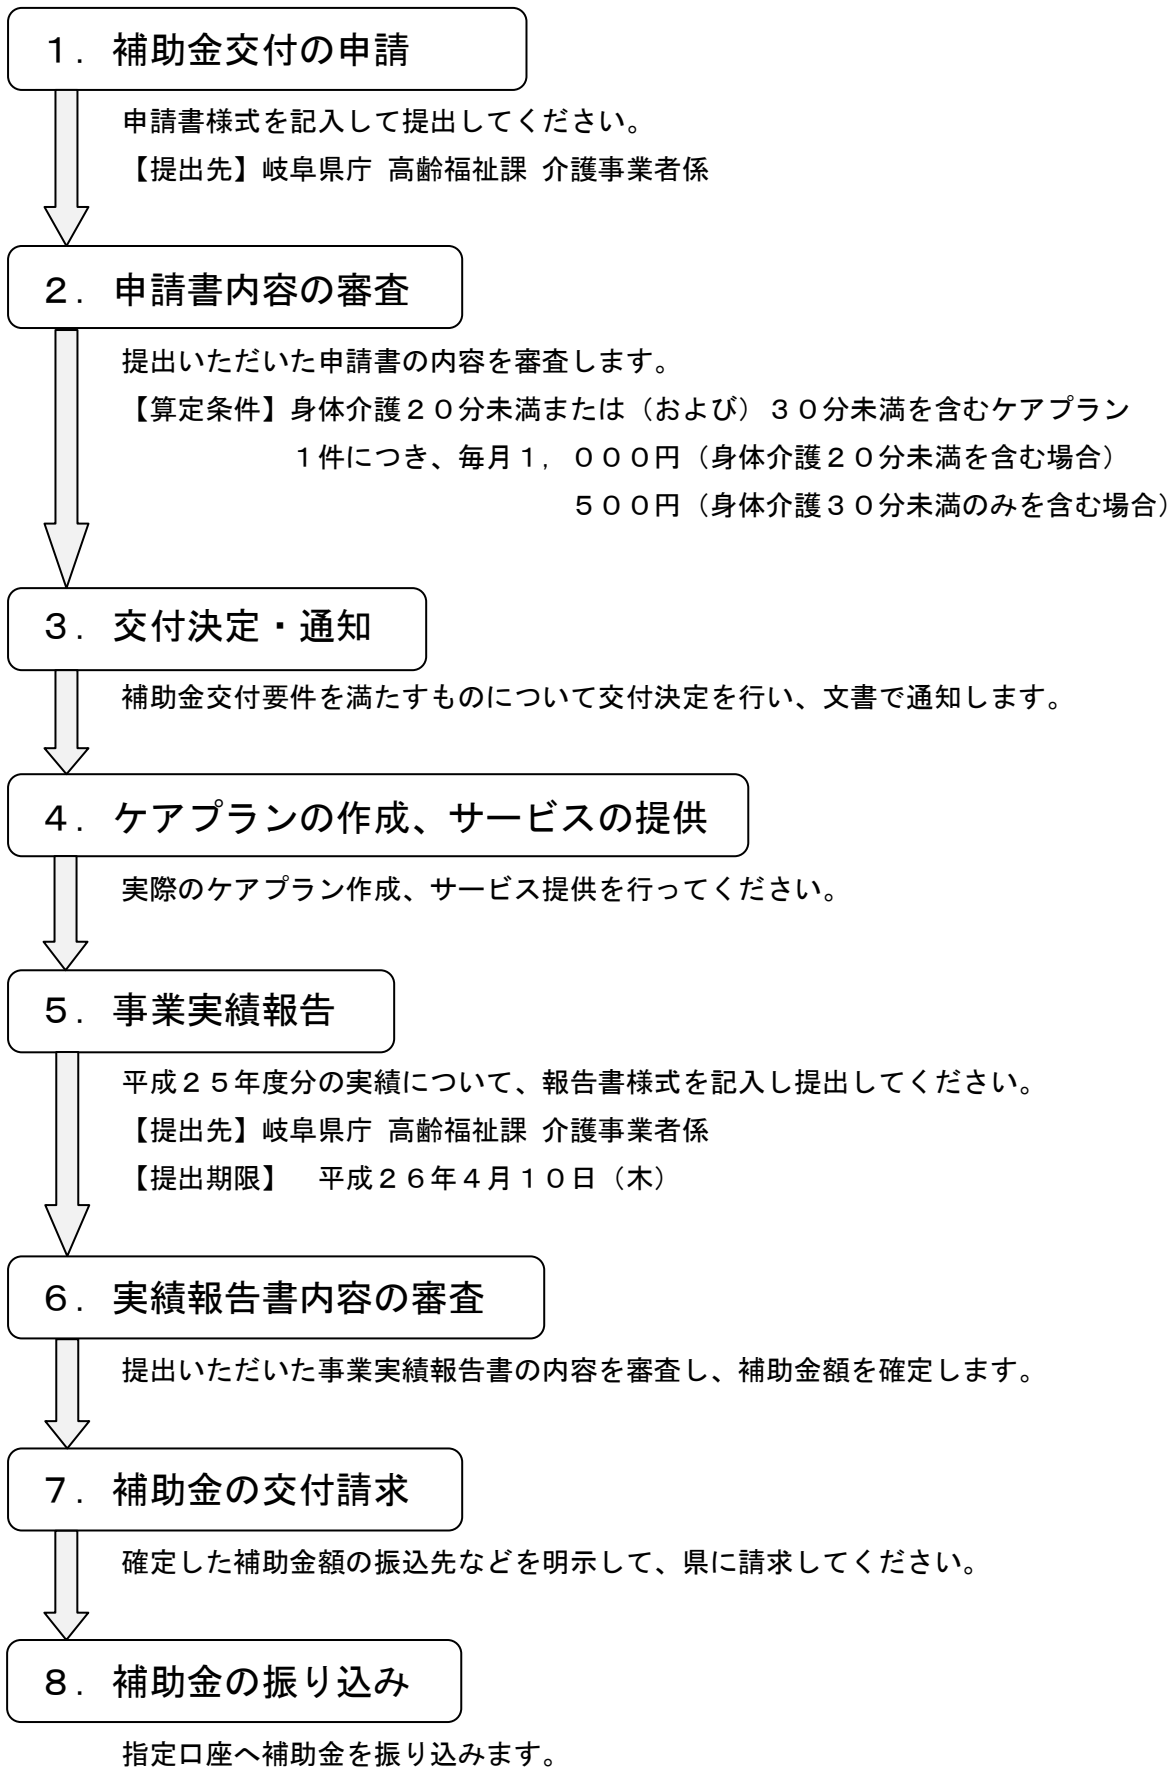 １．補助金交付の申請
申請書様式を記入して提出してください。
【提出先】岐阜県庁 高齢福祉課 介護事業者係
２．申請書内容の審査
提出いただいた申請書の内容を審査します。
【算定条件】身体介護２０分未満または（および）３０分未満を含むケアプラン
１件につき、毎月１，０００円（身体介護２０分未満を含む場合）
５００円（身体介護３０分未満のみを含む場合）
３．交付決定・通知
補助金交付要件を満たすものについて交付決定を行い、文書で通知します。
４．ケアプランの作成、サービスの提供
実際のケアプラン作成、サービス提供を行ってください。
５．事業実績報告
平成２５年度分の実績について、報告書様式を記入し提出してください。
【提出先】岐阜県庁 高齢福祉課 介護事業者係
【提出期限】　平成２６年４月１０日（木）
６．実績報告書内容の審査
提出いただいた事業実績報告書の内容を審査し、補助金額を確定します。
７．補助金の交付請求
確定した補助金額の振込先などを明示して、県に請求してください。
８．補助金の振り込み
指定口座へ補助金を振り込みます。